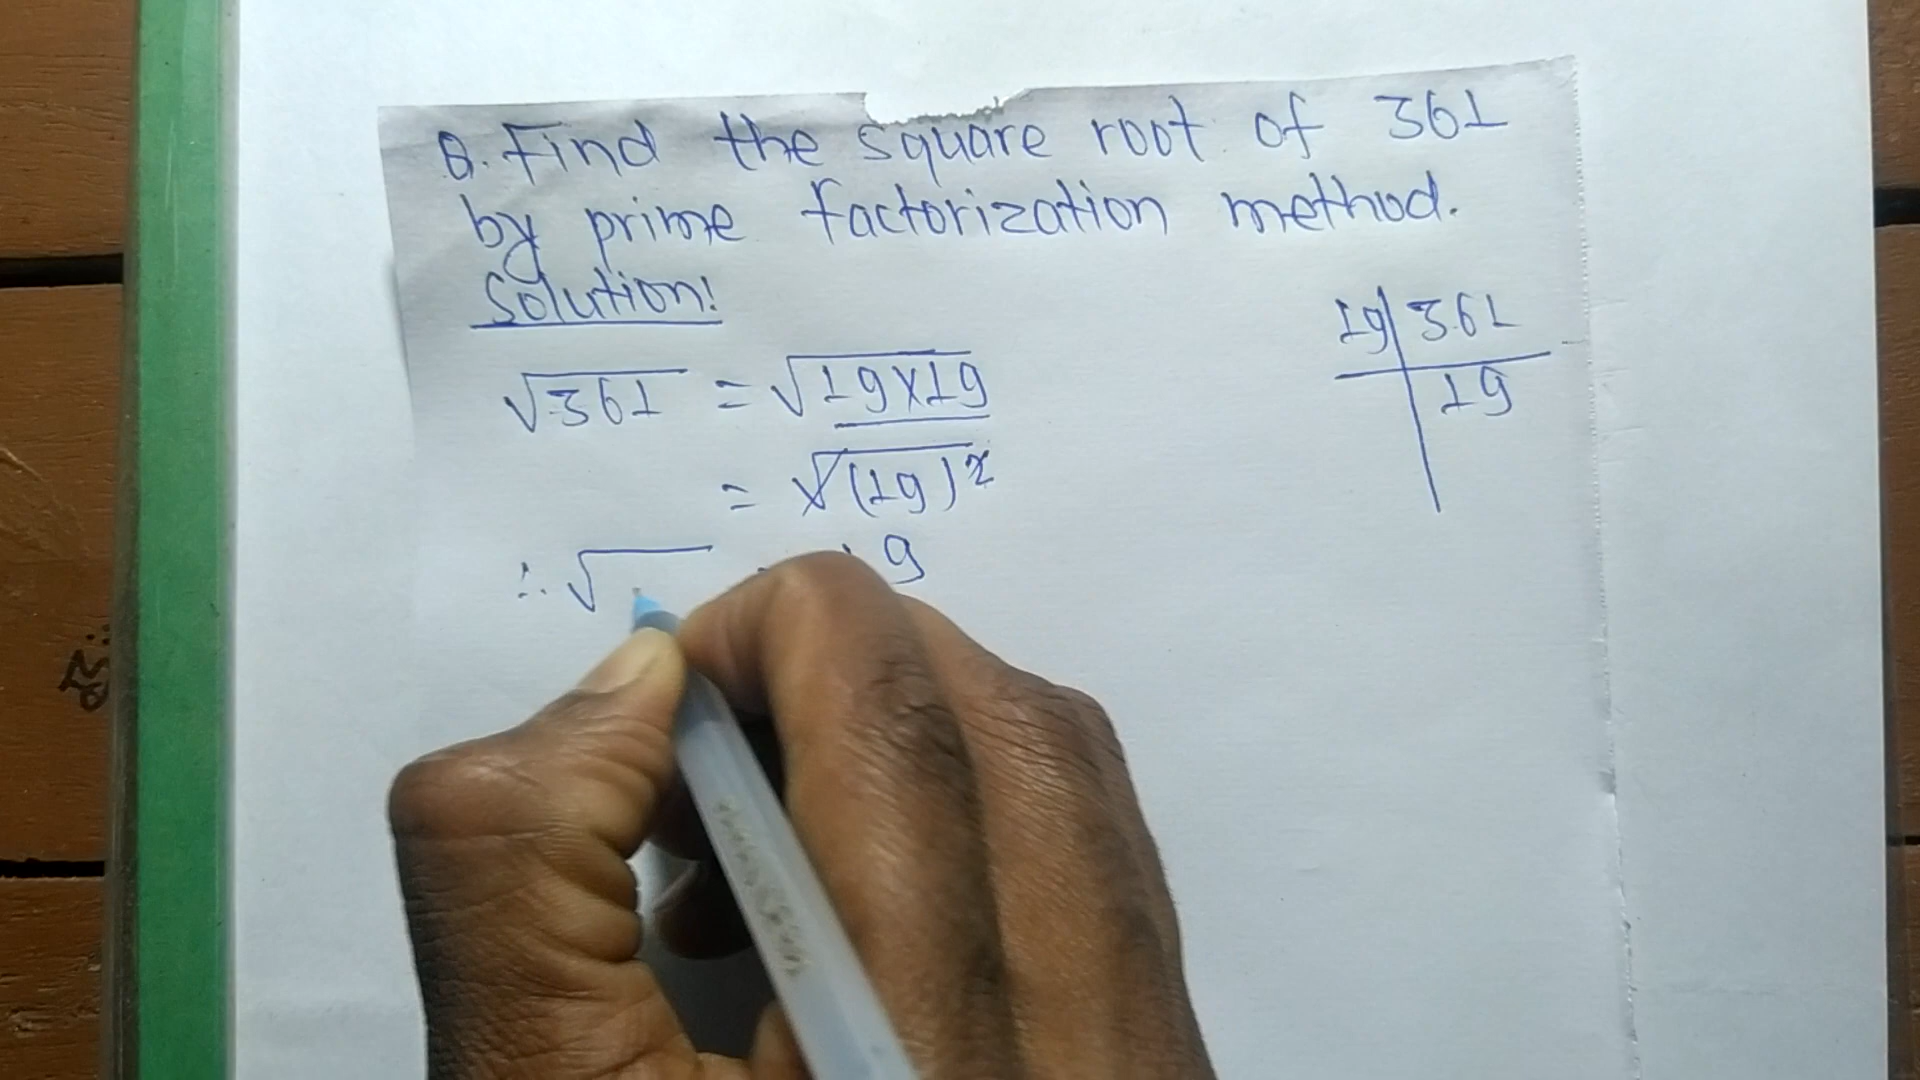 Q. Find the square root of 361
by prime factorization method.
Solution:
√361 = √19×19
= √(19)²
∴ √ 9
19 | 361
19